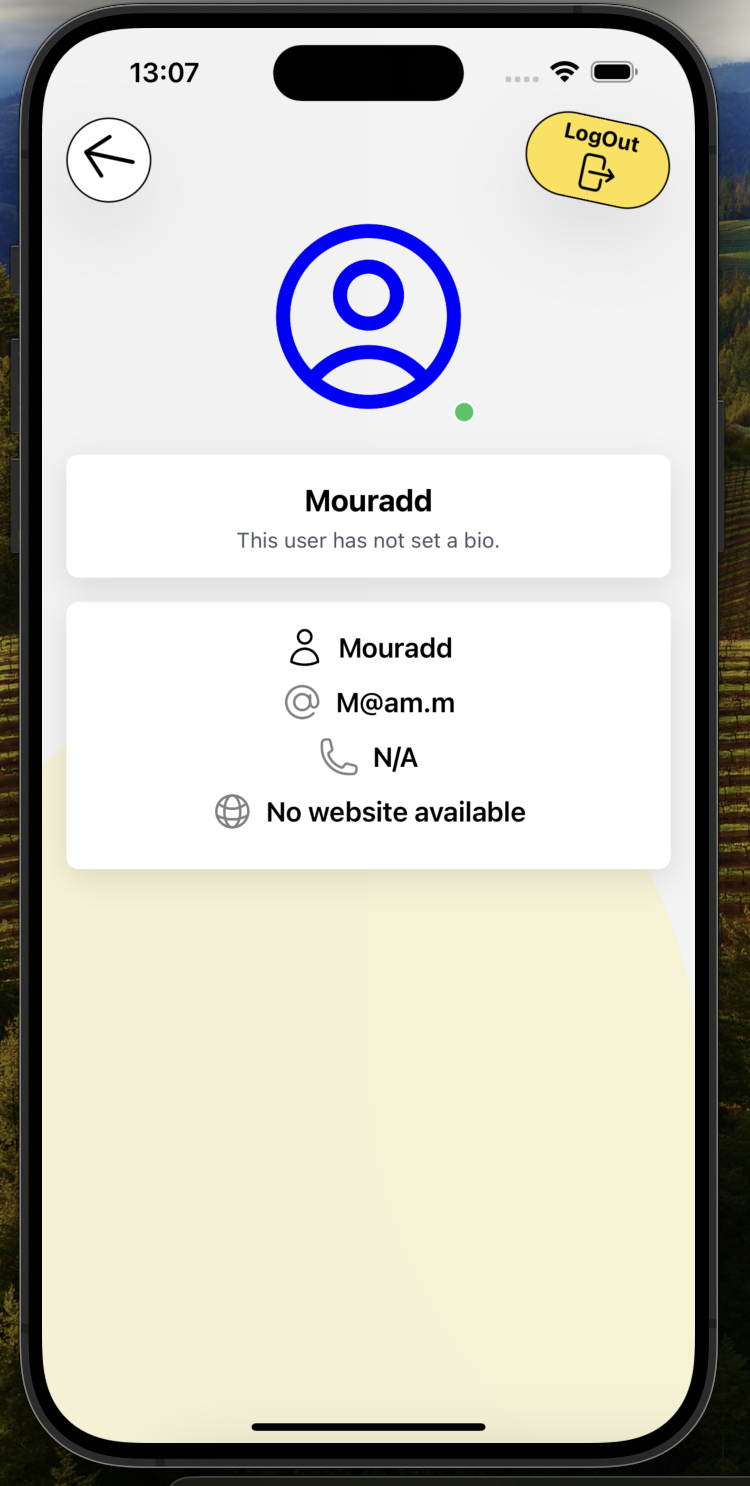 13:07
LogOut
Mouradd
This user has not set a bio.
Mouradd
M@am.m
N/A
No website available